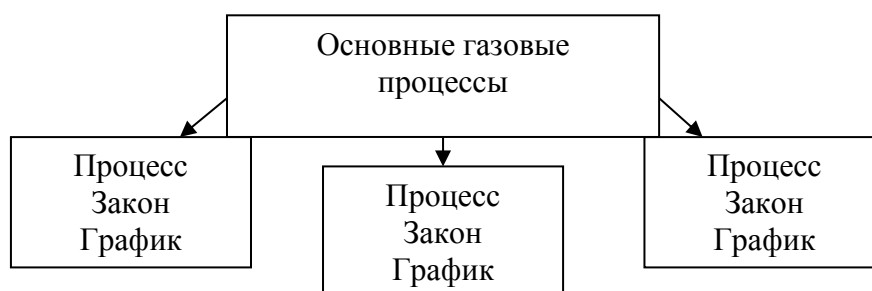 Основные газовые
процессы
Процесс
Закон
График
Процесс
Закон
График
Процесс
Закон
График